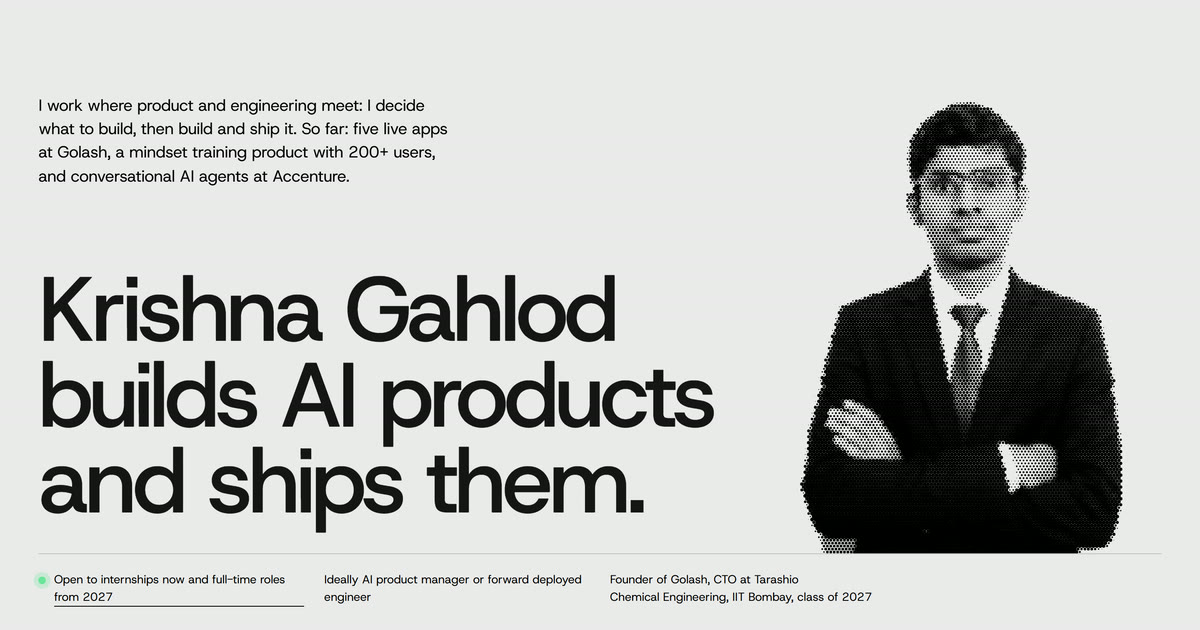 I work where product and engineering meet: I decide
what to build, then build and ship it. So far: five live apps
at Golash, a mindset training product with 200+ users,
and conversational AI agents at Accenture.
Krishna Gahlod
builds AI products
and ships them.
Open to internships now and full-time roles
from 2027
Ideally AI product manager or forward deployed
engineer
Founder of Golash, CTO at Tarashio
Chemical Engineering, IIT Bombay, class of 2027